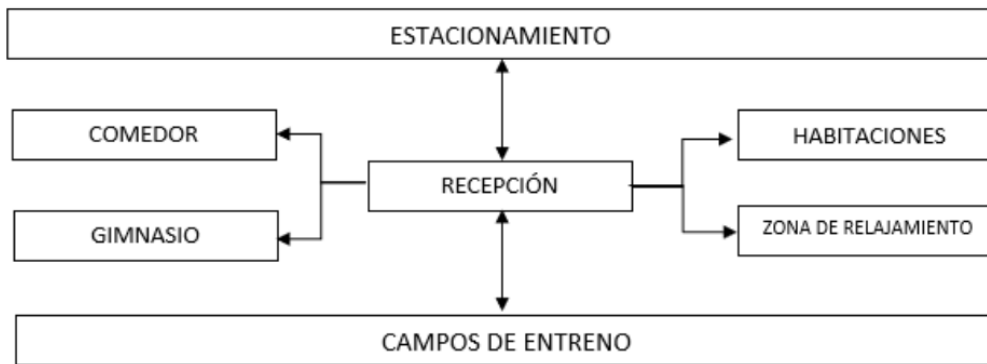 ESTACIONAMIENTO
COMEDOR
HABITACIONES
RECEPCIÓN
GIMNASIO
ZONA DE RELAJAMIENTO
CAMPOS DE ENTRENO